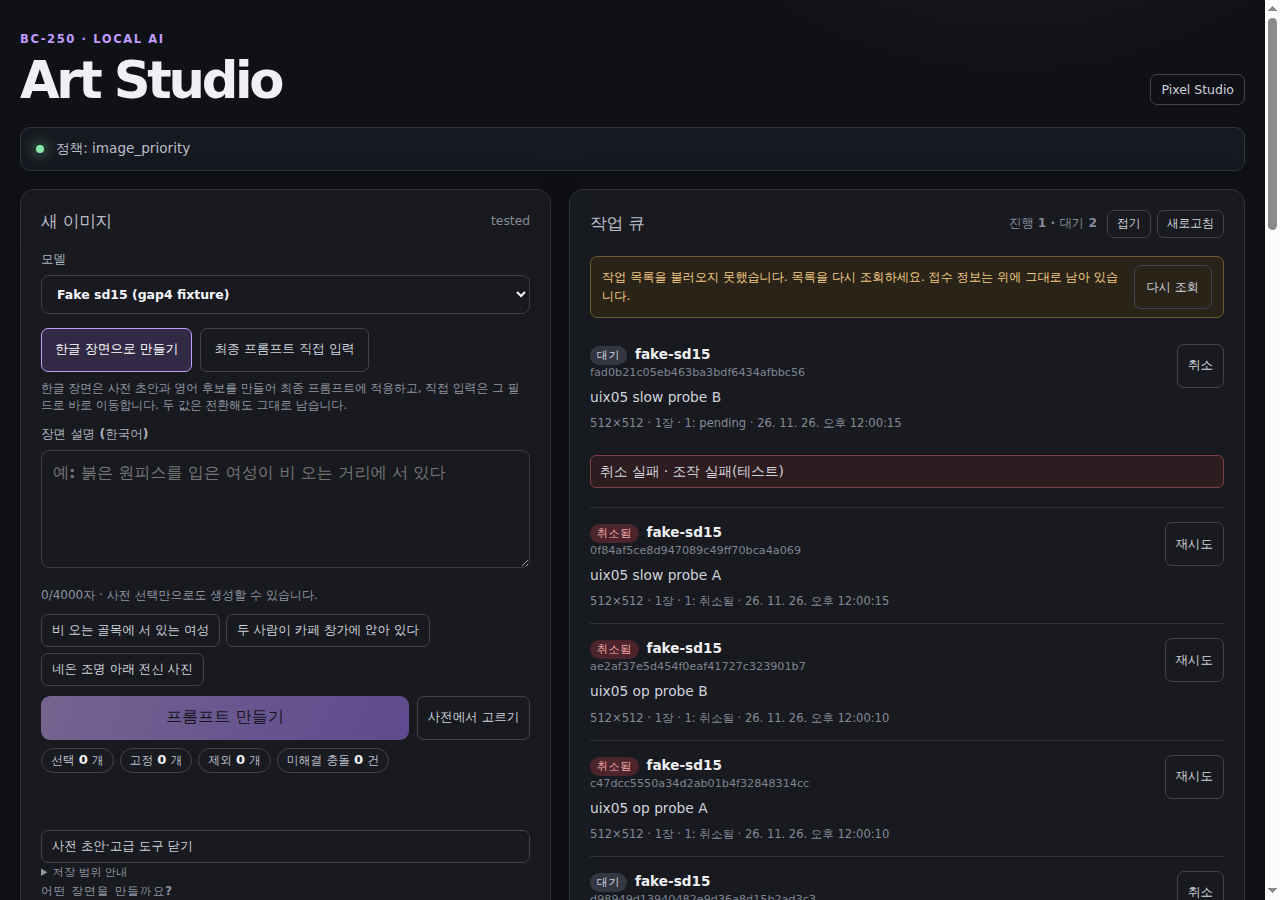 BC-250 · LOCAL AI
Art Studio
Pixel Studio
정책: image_priority
새 이미지
tested
모델
Fake sd15 (gap4 fixture)
한글 장면으로 만들기
최종 프롬프트 직접 입력
한글 장면은 사전 초안과 영어 후보를 만들어 최종 프롬프트에 적용하고, 직접 입력은 그 필
드로 바로 이동합니다. 두 값은 전환해도 그대로 남습니다.
장면 설명 (한국어)
예: 붉은 원피스를 입은 여성이 비 오는 거리에 서 있다
0/4000자 · 사전 선택만으로도 생성할 수 있습니다.
비 오는 골목에 서 있는 여성
두 사람이 카페 창가에 앉아 있다
네온 조명 아래 전신 사진
프롬프트 만들기
사전에서 고르기
선택 0 개
고정 0 개
제외 0 개
미해결 충돌 0 건
사전 초안·고급 도구 닫기
▶ 저장 범위 안내
어떤 장면을 만들까요?
작업 큐
진행 1 · 대기 2
접기
새로고침
작업 목록을 불러오지 못했습니다. 목록을 다시 조회하세요. 접수 정보는 위에 그대로 남아 있습
니다.
다시 조회
대기 fake-sd15
fad0b21c05eb463ba3bdf6434afbbc56
취소
uix05 slow probe B
512×512 · 1장 · 1: pending · 26. 11. 26. 오후 12:00:15
취소 실패 · 조작 실패(테스트)
취소됨 fake-sd15
0f84af5ce8d947089c49ff70bca4a069
재시도
uix05 slow probe A
512×512 · 1장 · 1: 취소됨 · 26. 11. 26. 오후 12:00:15
취소됨 fake-sd15
ae2af37e5d454f0eaf41727c323901b7
재시도
uix05 op probe B
512×512 · 1장 · 1: 취소됨 · 26. 11. 26. 오후 12:00:10
취소됨 fake-sd15
c47dcc5550a34d2ab01b4f32848314cc
재시도
uix05 op probe A
512×512 · 1장 · 1: 취소됨 · 26. 11. 26. 오후 12:00:10
대기 fake-sd15
취소